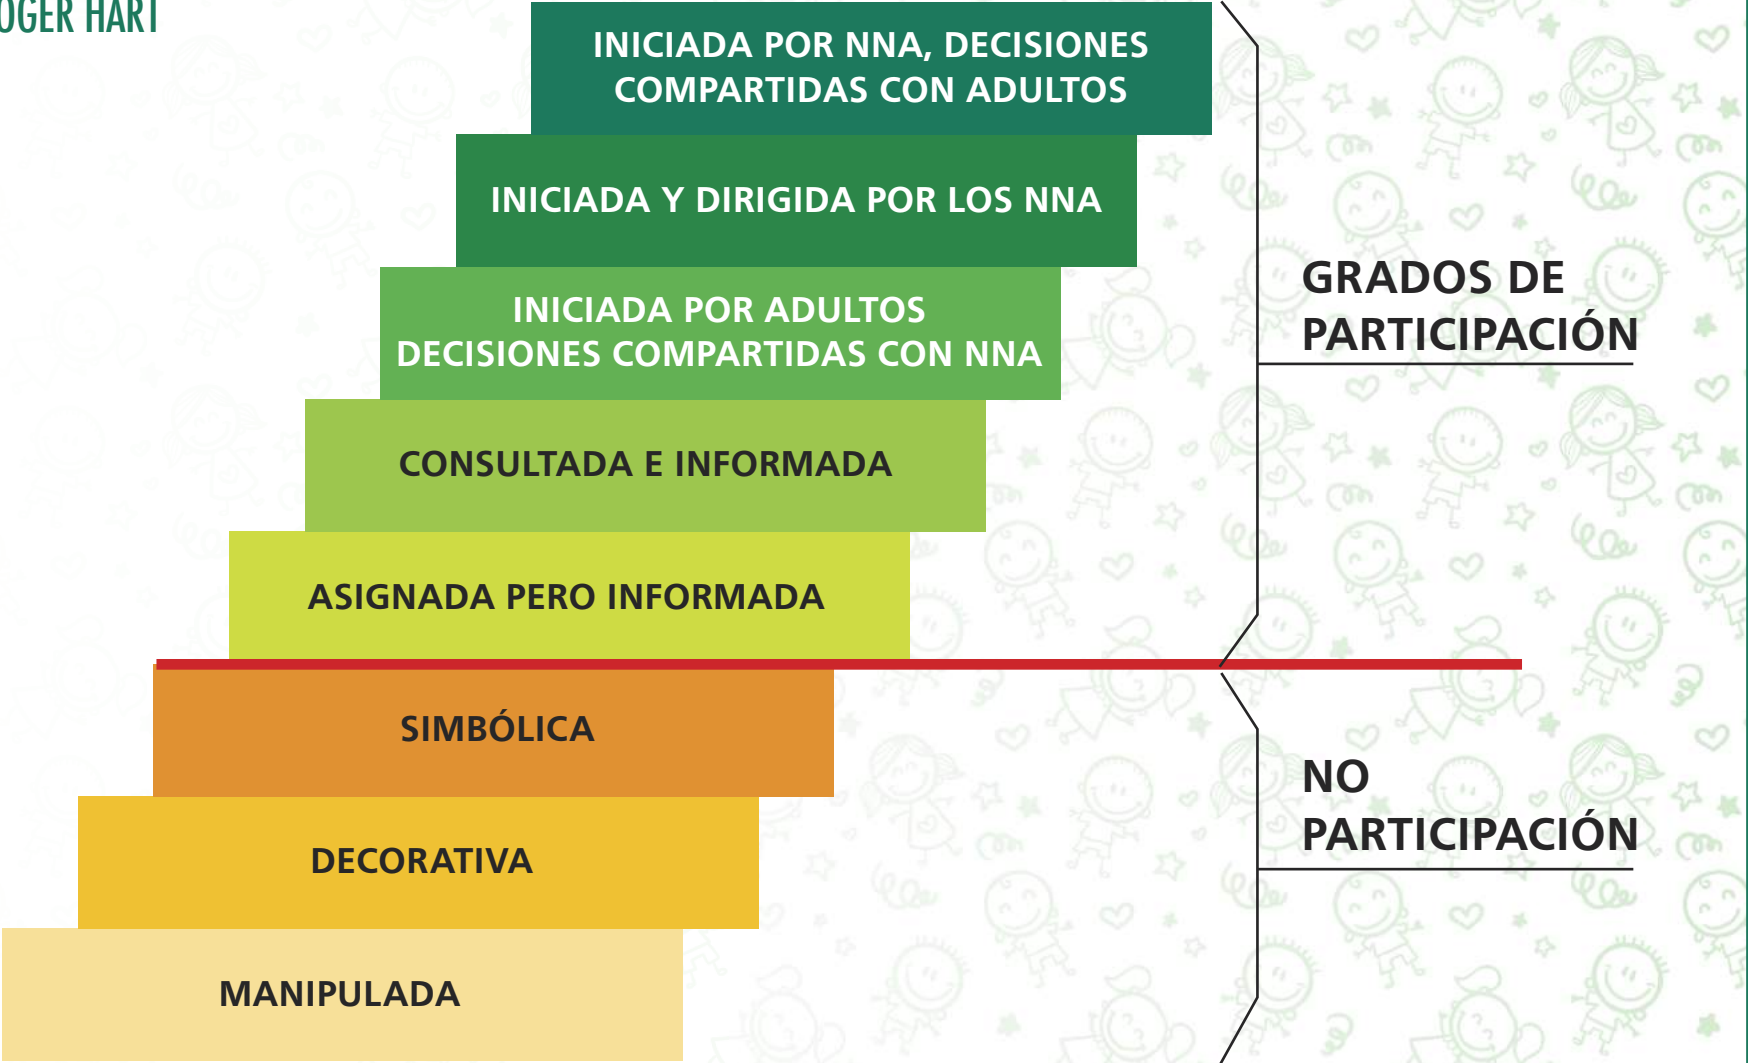 HART
INICIADA POR NNA, DECISIONES
COMPARTIDAS CON ADULTOS
INICIADA Y DIRIGIDA POR LOS NNA
INICIADA POR ADULTOS
DECISIONES COMPARTIDAS CON NNA
CONSULTADA E INFORMADA
ASIGNADA PERO INFORMADA
GRADOS DE
PARTICIPACIÓN
SIMBÓLICA
DECORATIVA
MANIPULADA
NO
PARTICIPACIÓN